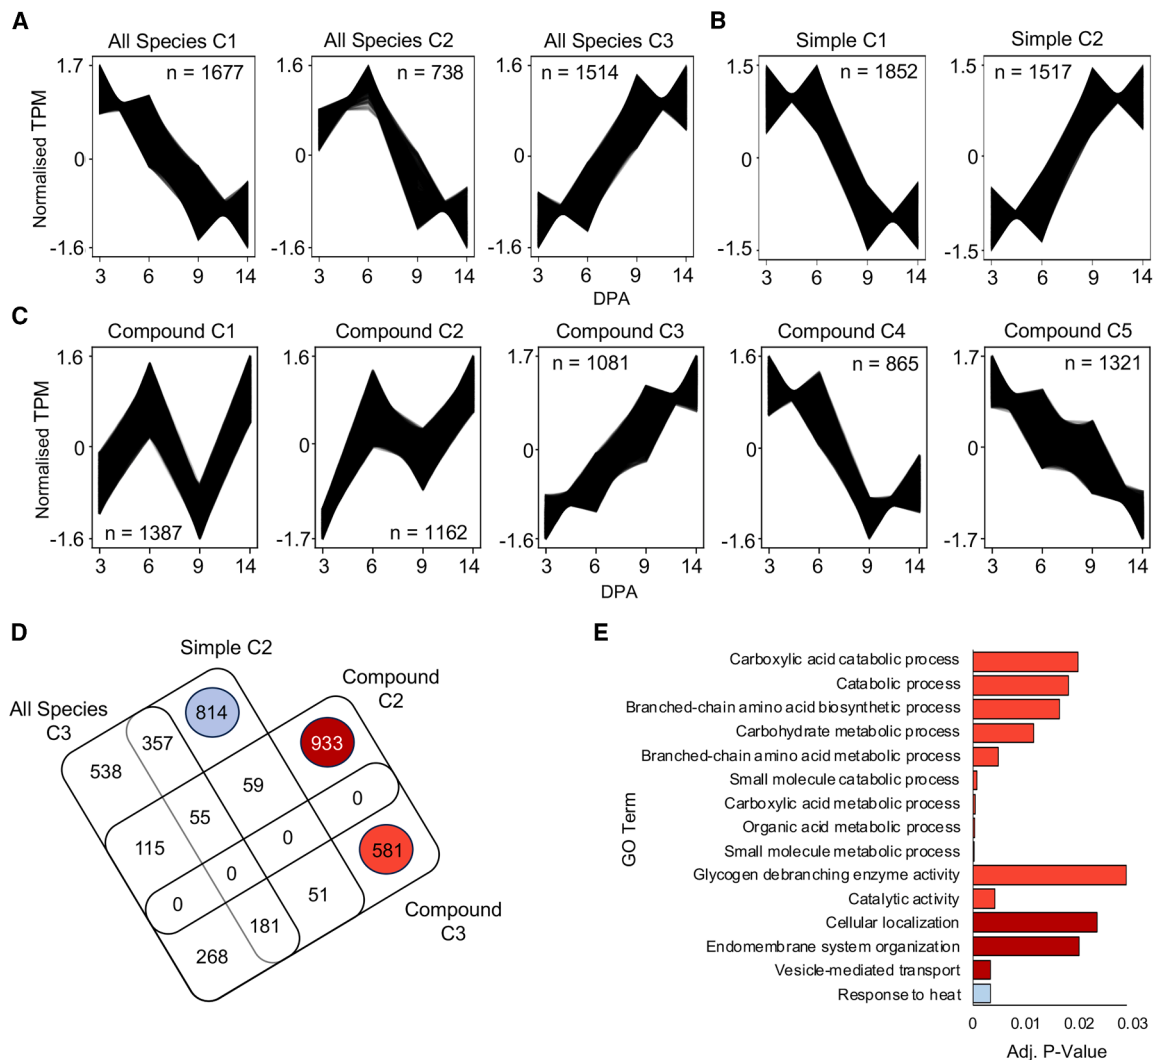 A
B
All Species C1
All Species C2
All Species C3
Simple C1
Simple C2
Normalised TPM
1.7
0
-1.6
n = 1677
3 6 9 14
1.6
0
-1.6
n = 738
3 6 9 14
1.6
0
-1.6
n = 1514
3 6 9 14
1.5
0
-1.5
n = 1852
3 6 9 14
1.5
0
-1.5
n = 1517
3 6 9 14
DPA
C
Compound C1
Compound C2
Compound C3
Compound C4
Compound C5
Normalised TPM
1.6
0
-1.6
n = 1387
3 6 9 14
1.6
0
-1.7
n = 1162
3 6 9 14
1.7
0
-1.6
n = 1081
3 6 9 14
1.6
0
-1.6
n = 865
3 6 9 14
1.7
0
-1.7
n = 1321
3 6 9 14
DPA
D
Simple C2
Compound
C2
All Species
C3
814
357
933
538
59
0
55
0
115
581
0
51
0
181
268
Compound
C3
E
GO Term
Carboxylic acid catabolic process
Catabolic process
Branched-chain amino acid biosynthetic process
Carbohydrate metabolic process
Branched-chain amino acid metabolic process
Small molecule catabolic process
Carboxylic acid metabolic process
Organic acid metabolic process
Small molecule metabolic process
Glycogen debranching enzyme activity
Catalytic activity
Cellular localization
Endomembrane system organization
Vesicle-mediated transport
Response to heat
0 0.01 0.02 0.03
Adj. P-Value